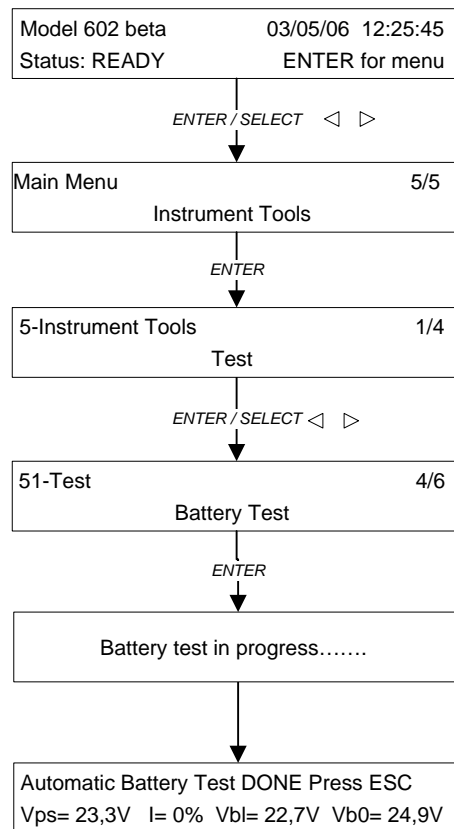 Model 602 beta 03/05/06 12:25:45
Status: READY ENTER for menu
ENTER / SELECT
Main Menu 5/5
Instrument Tools
ENTER
5-Instrument Tools 1/4
Test
ENTER / SELECT
51-Test 4/6
Battery Test
ENTER
Battery test in progress…….
Automatic Battery Test DONE Press ESC
Vps= 23,3V I= 0% Vbl= 22,7V Vb0= 24,9V